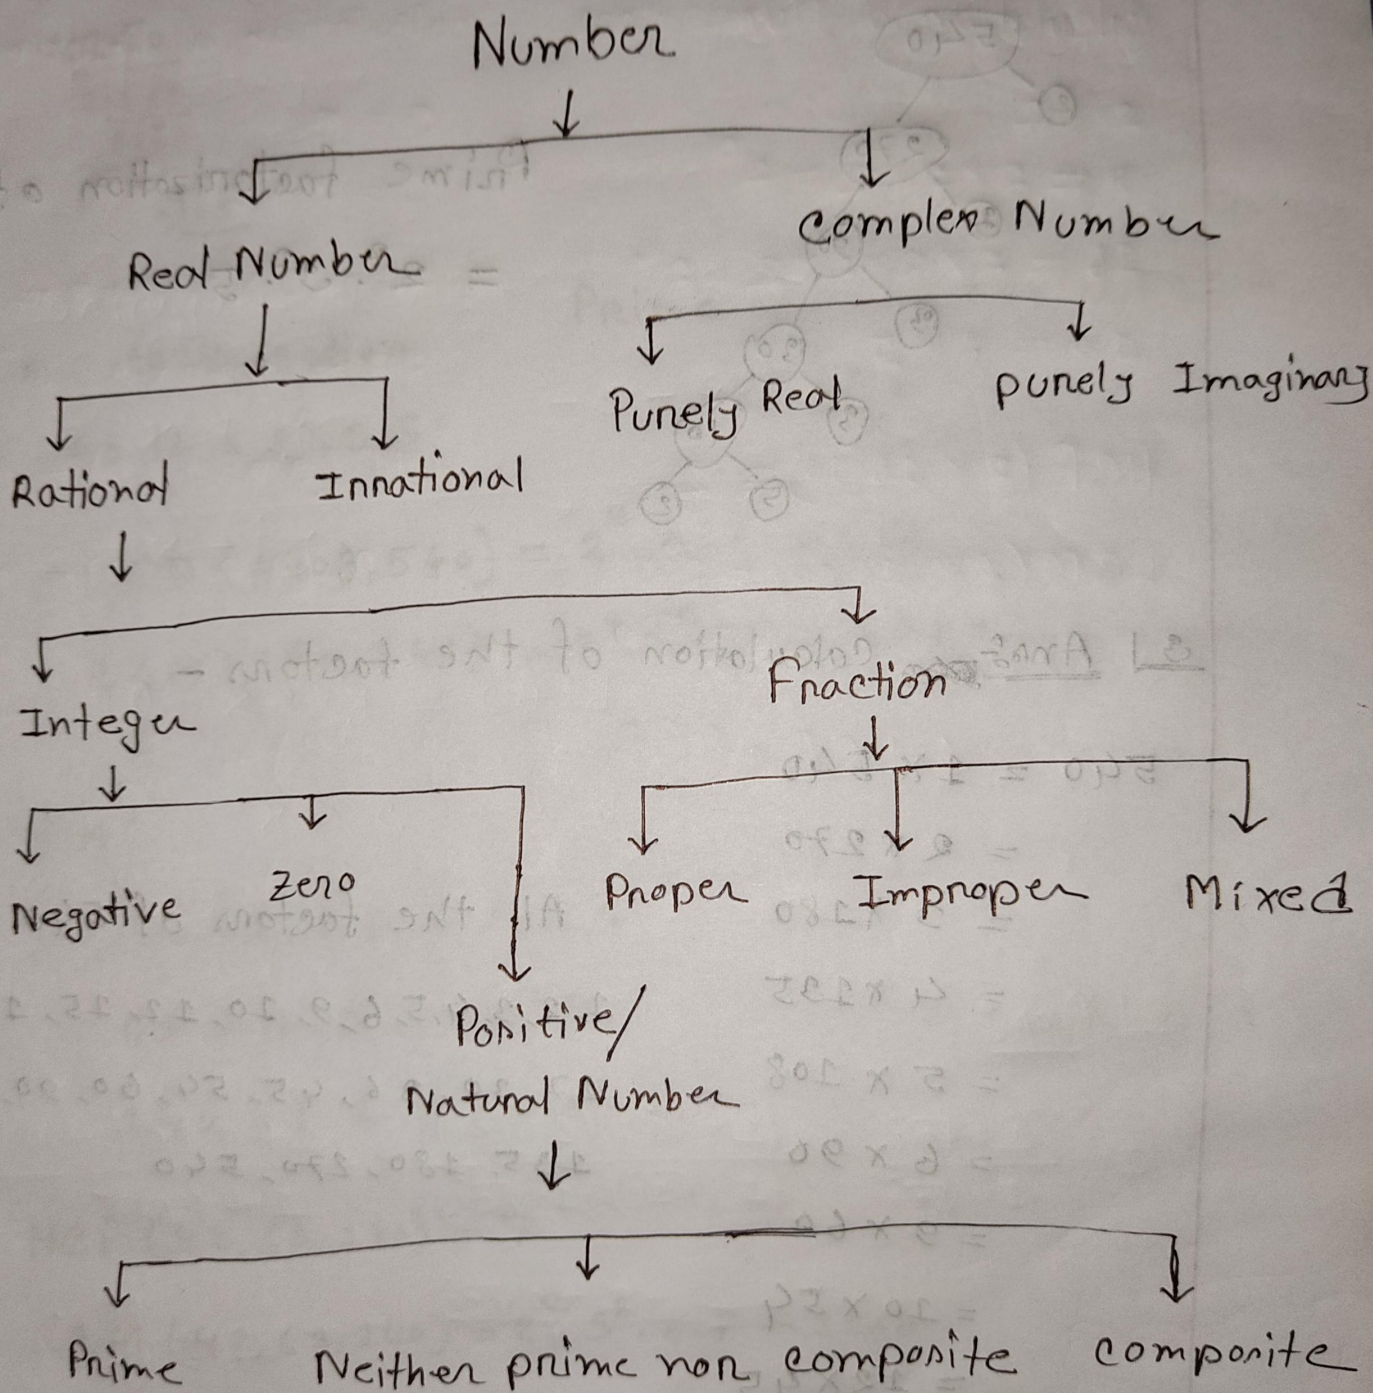 Number
Real Number
Complex Number
Rational
Irrational
Purely Real
purely Imaginary
Integer
Fraction
Negative
Zero
Positive/
Natural Number
Proper
Improper
Mixed
Prime
Neither prime nor composite
composite